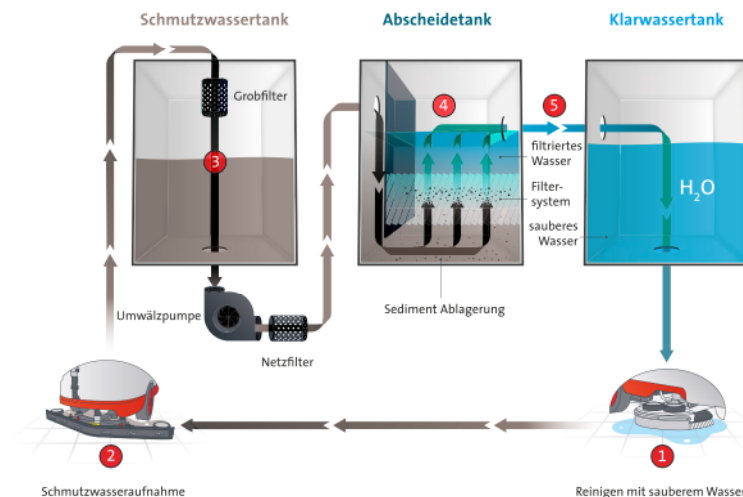 Schmutzwassertank
Abscheidetank
Klarwassertank
Grobfilter
3
4
5
filtriertes
Wasser
Filter-
system
sauberes
Wasser
H₂O
Umwälzpumpe
Netzfilter
Sediment Ablagerung
2
1
Schmutzwasseraufnahme
Reinigen mit sauberem Wasser